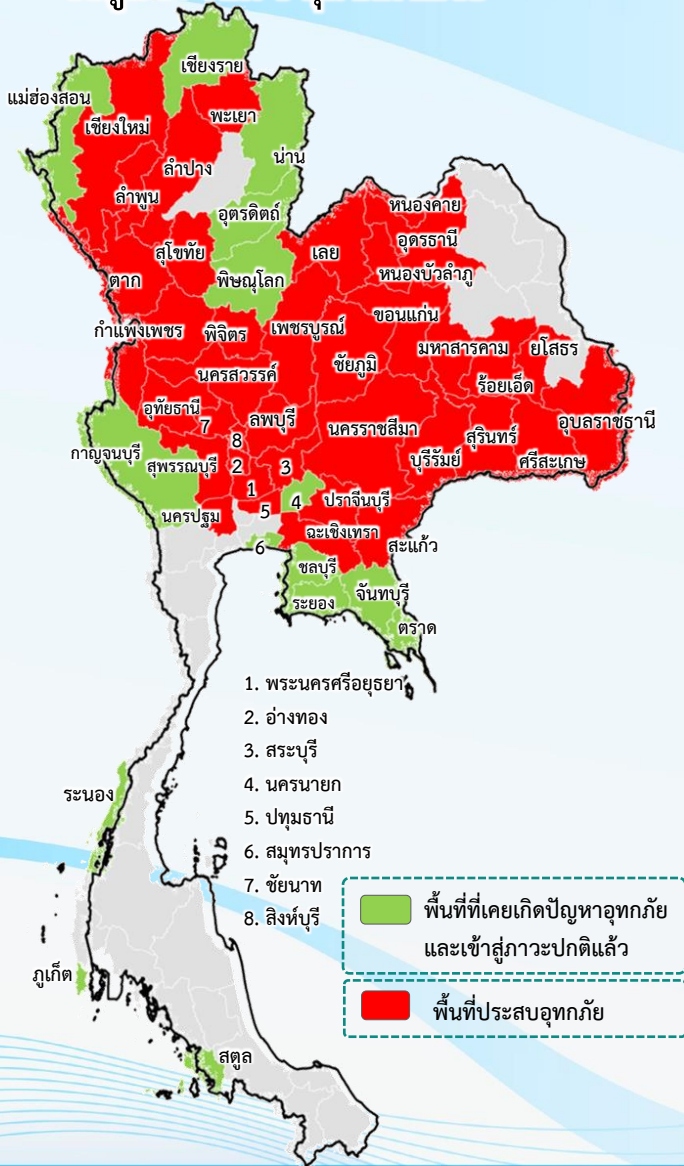 เชียงราย
แม่ฮ่องสอน
เชียงใหม่
พะเยา
น่าน
ลำปาง
ลำพูน
อุตรดิตถ์
หนองคาย
สุโขทัย
เลย
อุดรธานี
ตาก
พิษณุโลก
หนองบัวลำภู
กำแพงเพชร
พิจิตร
เพชรบูรณ์
ขอนแก่น
มหาสารคาม
ยโสธร
นครสวรรค์
ชัยภูมิ
ร้อยเอ็ด
อุทัยธานี
ลพบุรี
นครราชสีมา
สุรินทร์
อุบลราชธานี
7
8
กาญจนบุรี
สุพรรณบุรี
2
3
บุรีรัมย์
ศรีสะเกษ
1
4
ปราจีนบุรี
นครปฐม
5
ฉะเชิงเทรา
6
สะแก้ว
ชลบุรี
ระยอง
จันทบุรี
ตราด
1. พระนครศรีอยุธยา
2. อ่างทอง
3. สระบุรี
4. นครนายก
5. ปทุมธานี
6. สมุทรปราการ
7. ชัยนาท
8. สิงห์บุรี
ระนอง
ภูเก็ต
สตูล
พื้นที่ที่เคยเกิดปัญหาอุทกภัย
และเข้าสู่ภาวะปกติแล้ว
พื้นที่ประสบอุทกภัย